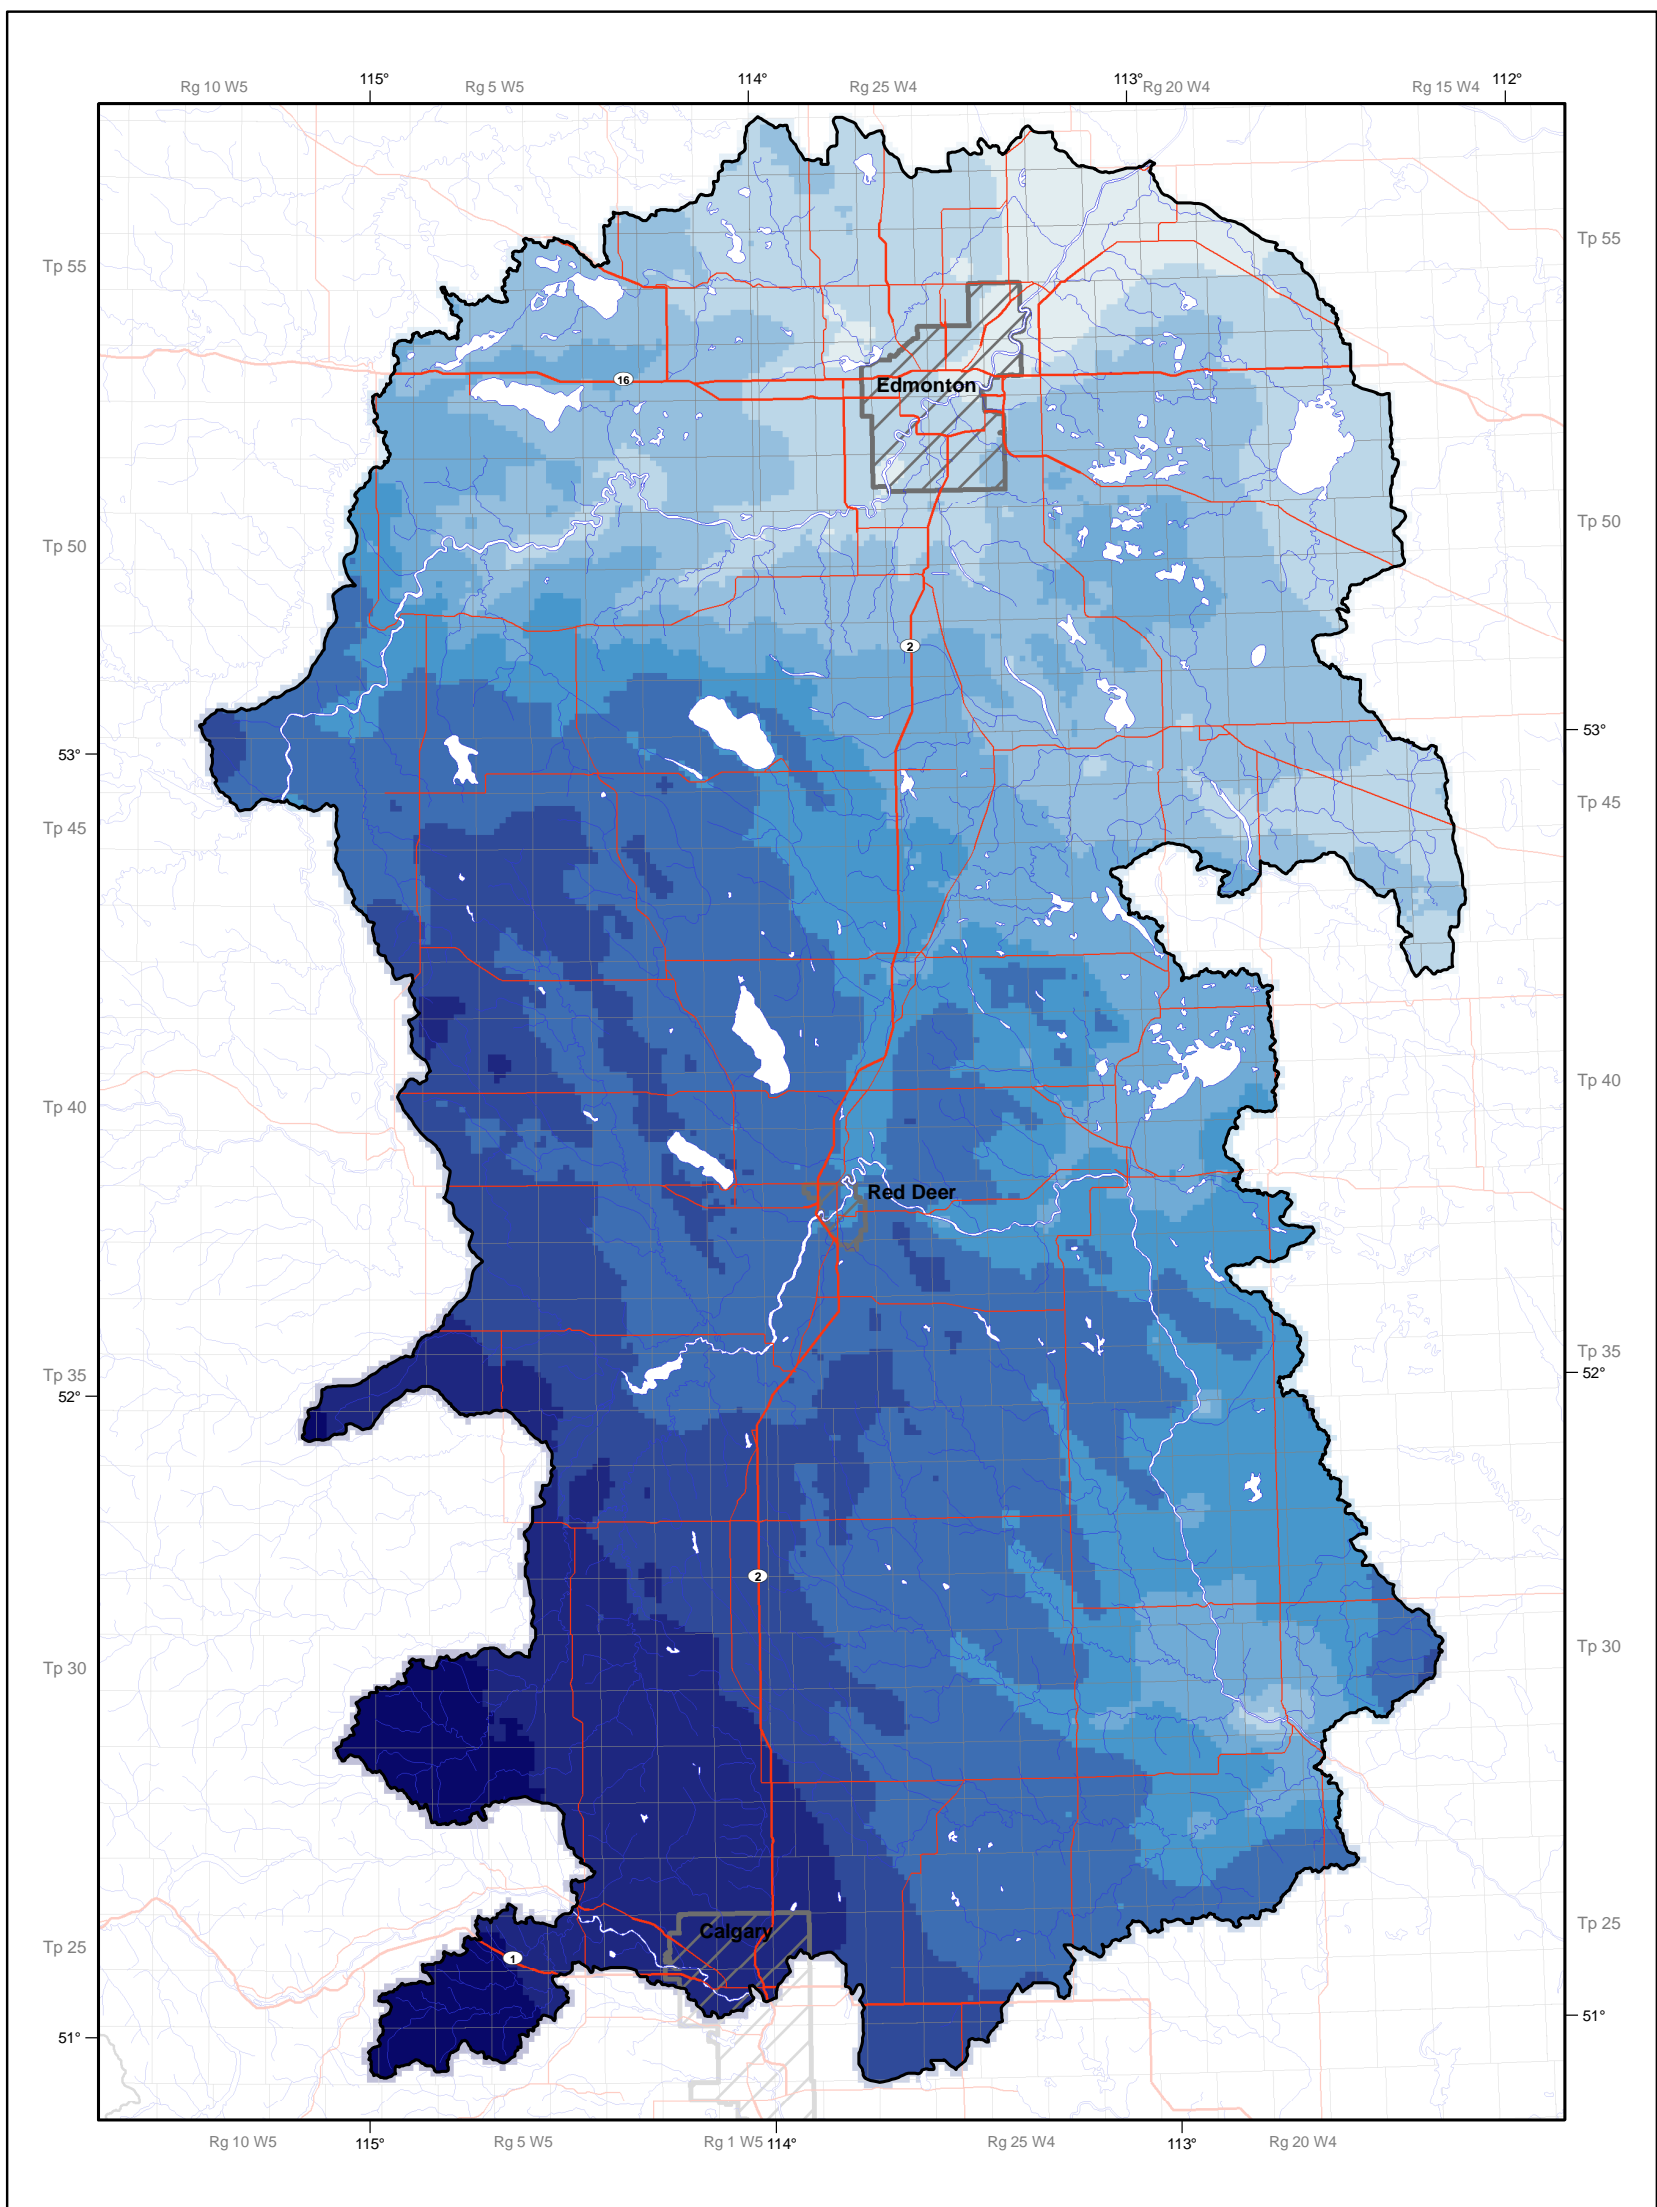 115° 114° 113° 112°
Rg 10 W5 Rg 5 W5 Rg 25 W4 Rg 20 W4 Rg 15 W4
Tp 55 Tp 55
16
Edmonton
Tp 50 Tp 50
2
53° 53°
Tp 45 Tp 45
Tp 40 Tp 40
Red Deer
Tp 35 Tp 35
52° 52°
2
Tp 30 Tp 30
Calgary
Tp 25 Tp 25
1
51° 51°
Rg 10 W5 115° Rg 5 W5 Rg 1 W5 114° Rg 25 W4 113° Rg 20 W4